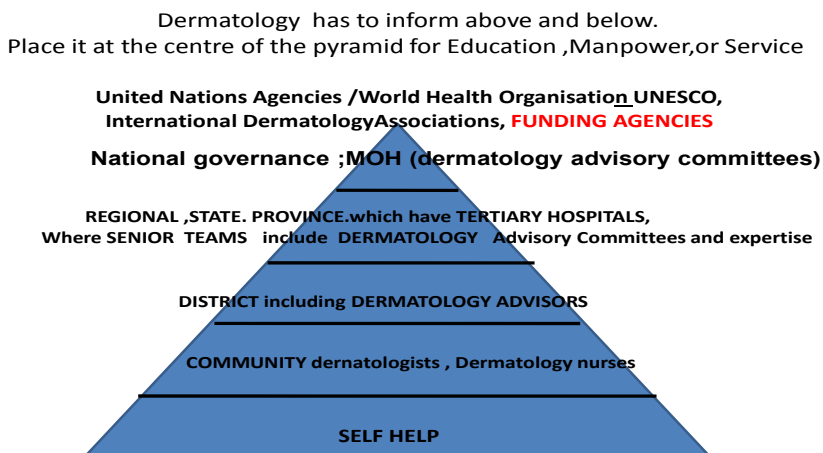 Dermatology has to inform above and below.
Place it at the centre of the pyramid for Education ,Manpower,or Service
United Nations Agencies /World Health Organisation UNESCO,
International DermatologyAssociations, FUNDING AGENCIES
National governance ;MOH (dermatology advisory committees)
REGIONAL ,STATE. PROVINCE.which have TERTIARY HOSPITALS,
Where SENIOR TEAMS include DERMATOLOGY Advisory Committees and expertise
DISTRICT including DERMATOLOGY ADVISORS
COMMUNITY dernatologists , Dermatology nurses
SELF HELP